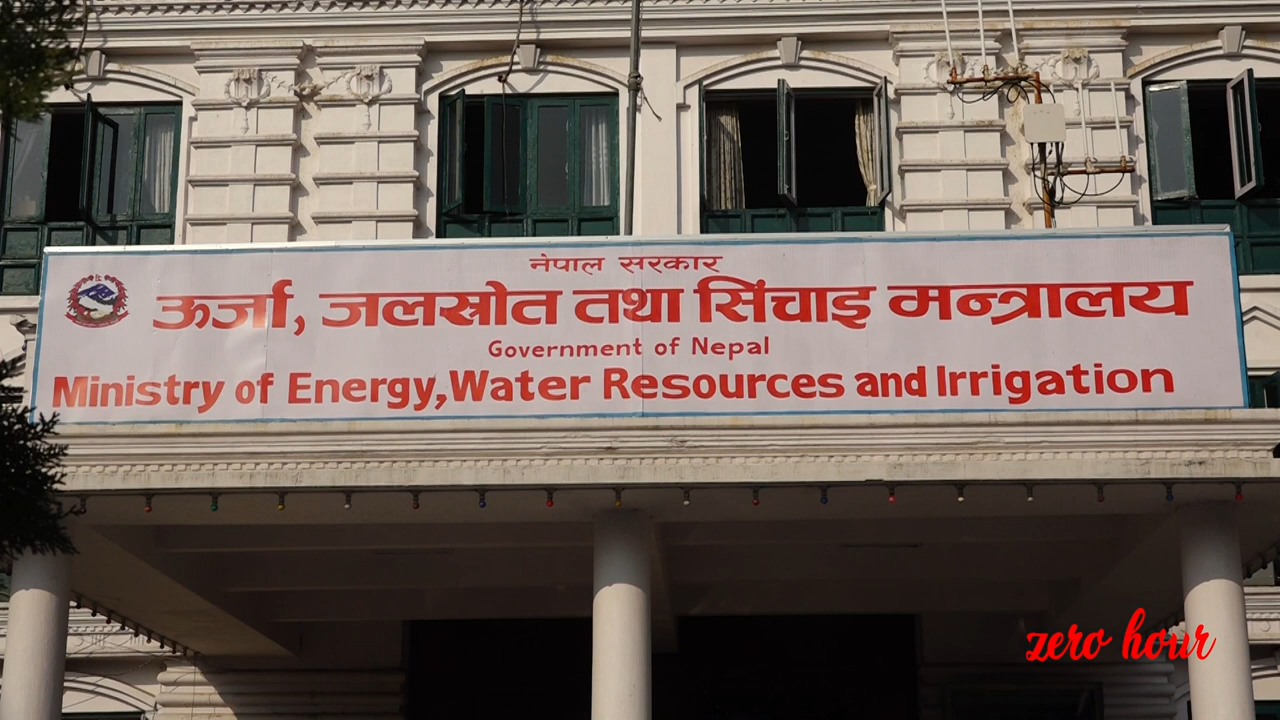 नेपाल सरकार
ऊर्जा, जलस्रोत तथा सिंचाइ मन्त्रालय
Government of Nepal
Ministry of Energy, Water Resources and Irrigation
zero hour